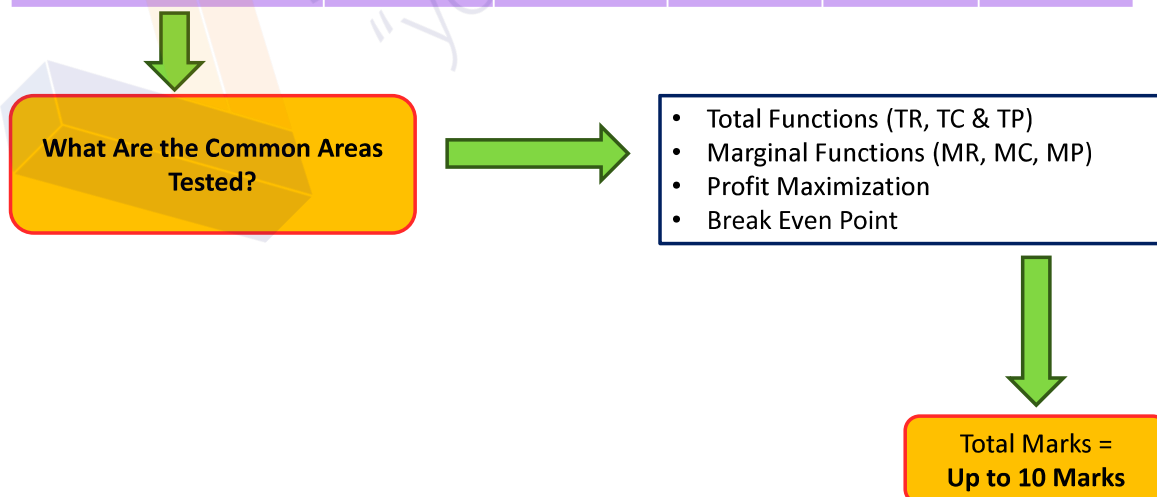 What Are the Common Areas
Tested?
• Total Functions (TR, TC & TP)
• Marginal Functions (MR, MC, MP)
• Profit Maximization
• Break Even Point
Total Marks =
Up to 10 Marks